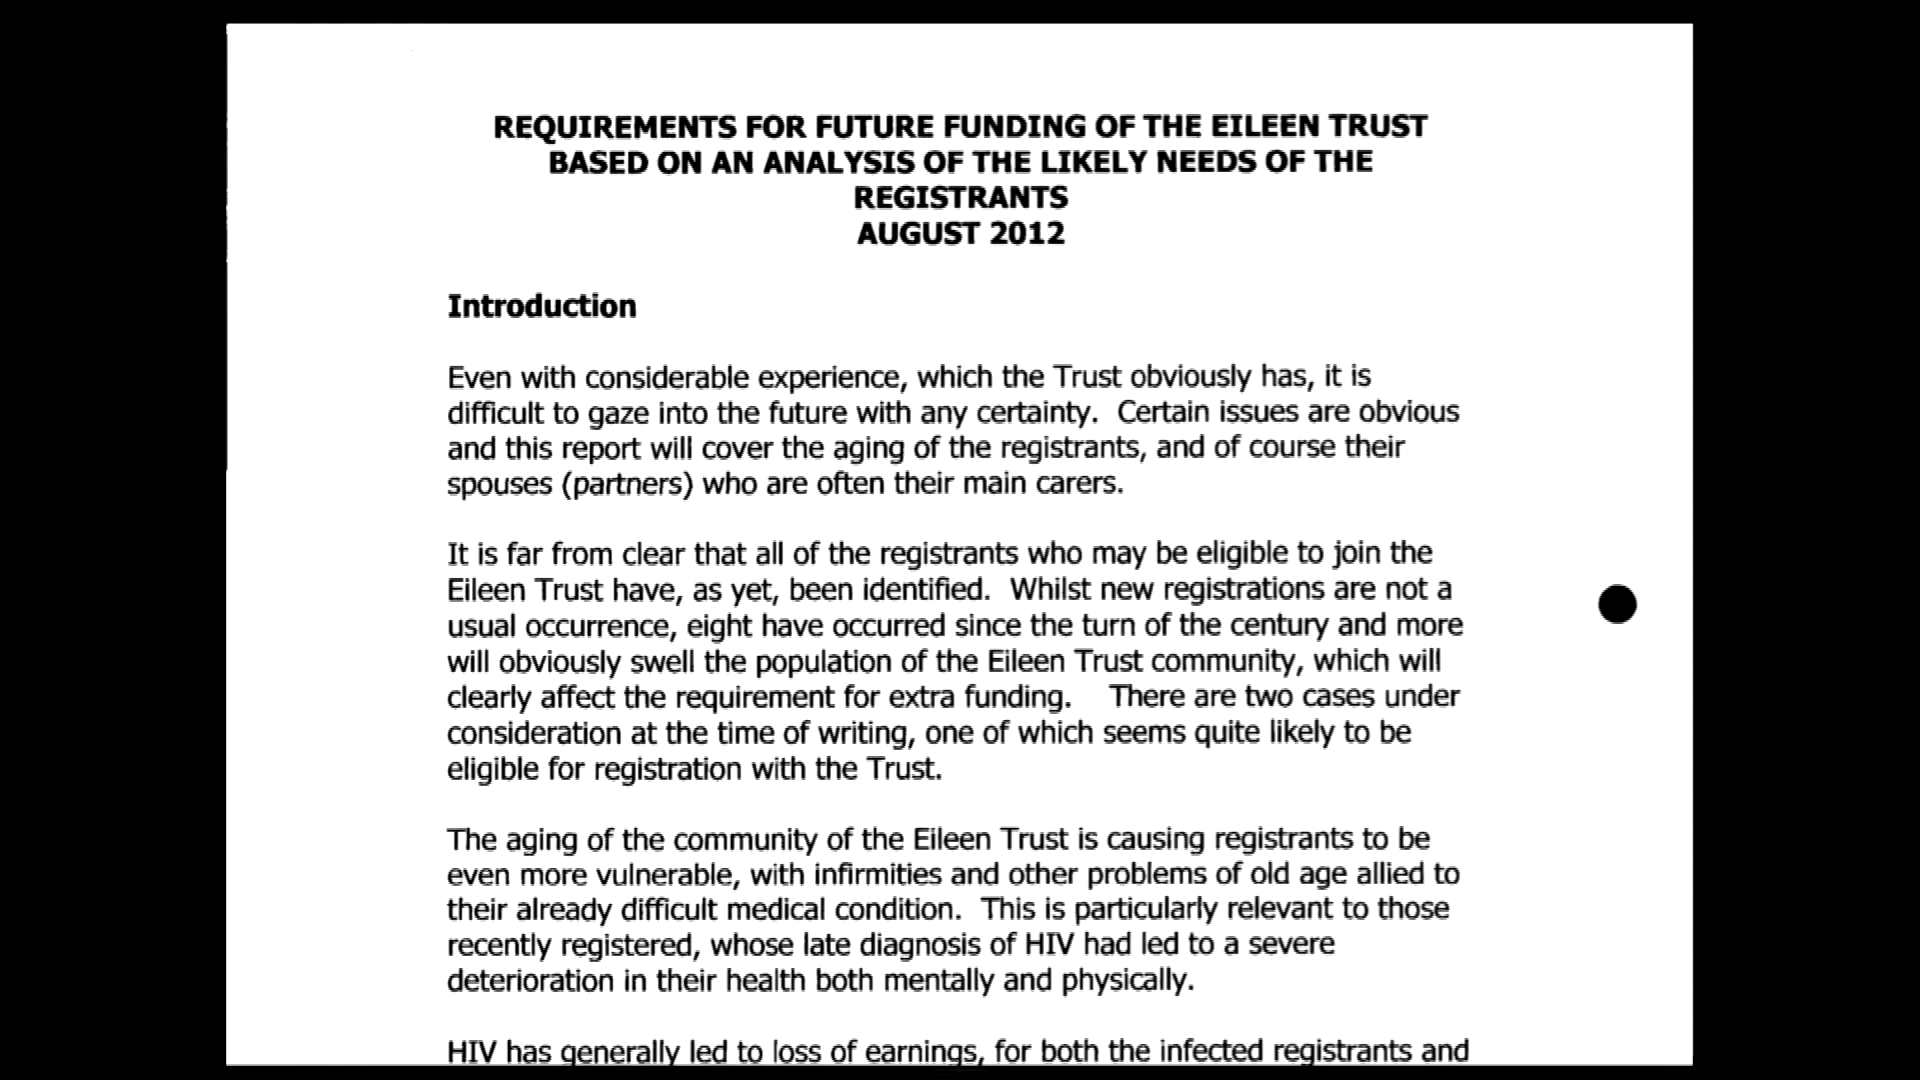 REQUIREMENTS FOR FUTURE FUNDING OF THE EILEEN TRUST
BASED ON AN ANALYSIS OF THE LIKELY NEEDS OF THE
REGISTRANTS
AUGUST 2012
Introduction
Even with considerable experience, which the Trust obviously has, it is
difficult to gaze into the future with any certainty. Certain issues are obvious
and this report will cover the aging of the registrants, and of course their
spouses (partners) who are often their main carers.
It is far from clear that all of the registrants who may be eligible to join the
Eileen Trust have, as yet, been identified. Whilst new registrations are not a
usual occurrence, eight have occurred since the turn of the century and more
will obviously swell the population of the Eileen Trust community, which will
clearly affect the requirement for extra funding. There are two cases under
consideration at the time of writing, one of which seems quite likely to be
eligible for registration with the Trust.
The aging of the community of the Eileen Trust is causing registrants to be
even more vulnerable, with infirmities and other problems of old age allied to
their already difficult medical condition. This is particularly relevant to those
recently registered, whose late diagnosis of HIV had led to a severe
deterioration in their health both mentally and physically.
HIV has generally led to loss of earnings, for both the infected registrants and